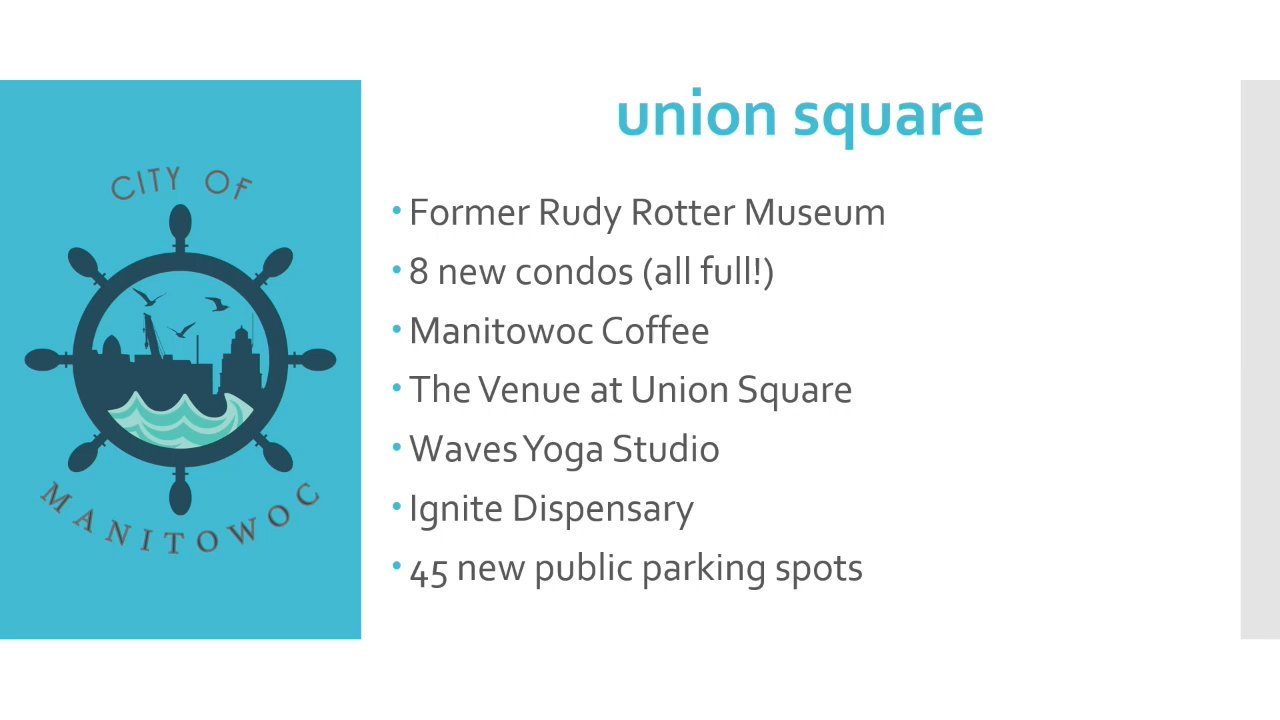 CITY OF
MANITOWOC
union square
Former Rudy Rotter Museum
8 new condos (all full!)
Manitowoc Coffee
The Venue at Union Square
Waves Yoga Studio
Ignite Dispensary
45 new public parking spots